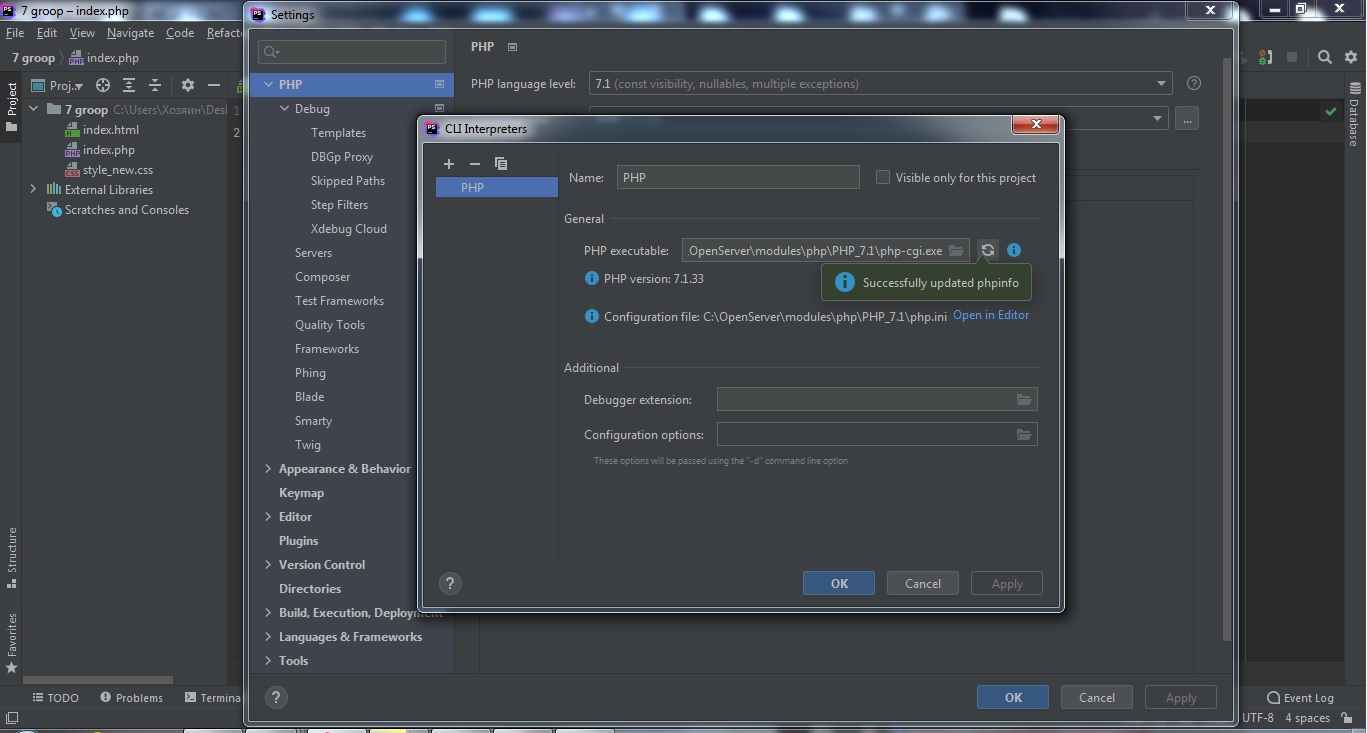 7 groop – index.php
Settings
File Edit View Navigate Code Refacto
7 groop index.php
Proj..
Project
7 groop C:\Users\Хозяин\Des
index.html
index.php
style_new.css
External Libraries
Scratches and Consoles
1
2
PHP
Debug
Templates
DBGp Proxy
Skipped Paths
Step Filters
Xdebug Cloud
Servers
Composer
Test Frameworks
Quality Tools
Frameworks
Phing
Blade
Smarty
Twig
Appearance & Behavior
Keymap
Editor
Plugins
Version Control
Directories
Build, Execution, Deployment
Languages & Frameworks
Tools
PHP
PHP language level: 7.1 (const visibility, nullables, multiple exceptions)
...
CLI Interpreters
PHP
Name: PHP
Visible only for this project
General
PHP executable: .OpenServer\modules\php\PHP_7.1\php-cgi.exe
PHP version: 7.1.33
Successfully updated phpinfo
Configuration file: C:\OpenServer\modules\php\PHP_7.1\php.ini Open in Editor
Additional
Debugger extension:
Configuration options:
These options will be passed using the "-d" command line option
?
OK Cancel Apply
?
OK Cancel Apply
Database
Structure
Favorites
TODO Problems Termina
Event Log
UTF-8 4 spaces